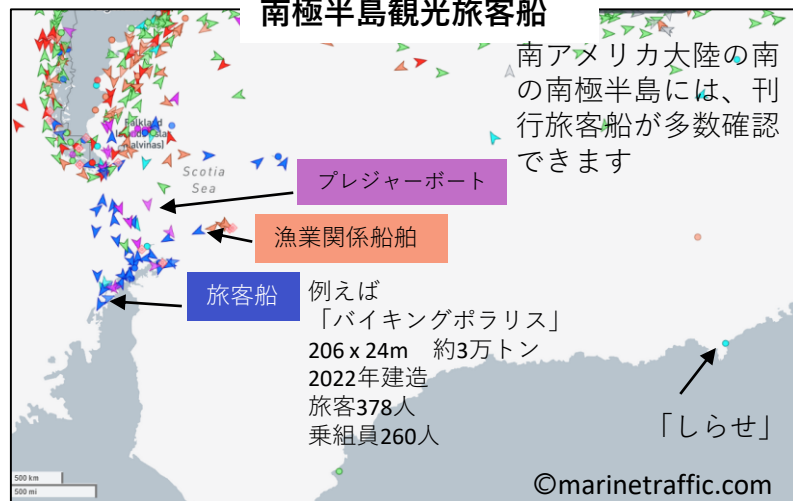 南極半島観光旅客船
南アメリカ大陸の南
の南極半島には、刊
行旅客船が多数確認
できます
Falkland
Scotia
Sea
プレジャーボート
漁業関係船舶
旅客船
例えば
「バイキングポラリス」
206 x 24m 約3万トン
2022年建造
旅客378人
乗組員260人
「しらせ」
500 km
500 mi
©marinetraffic.com